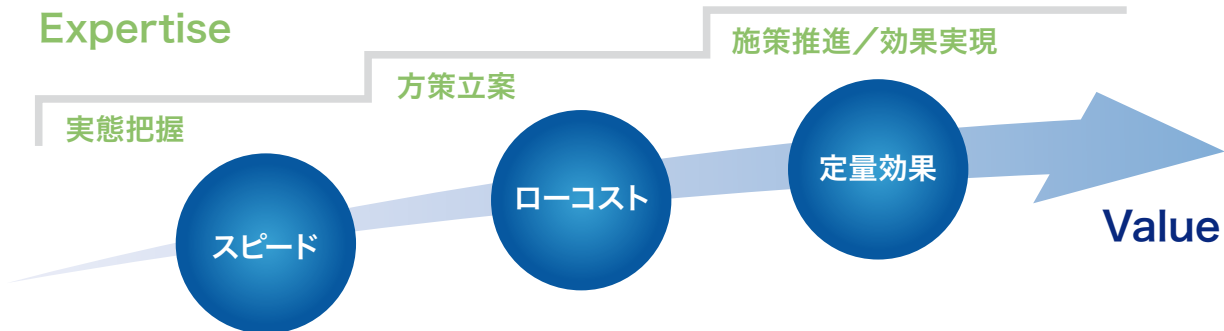 Expertise
実態把握
方策立案
施策推進／効果実現
スピード
ローコスト
定量効果
Value